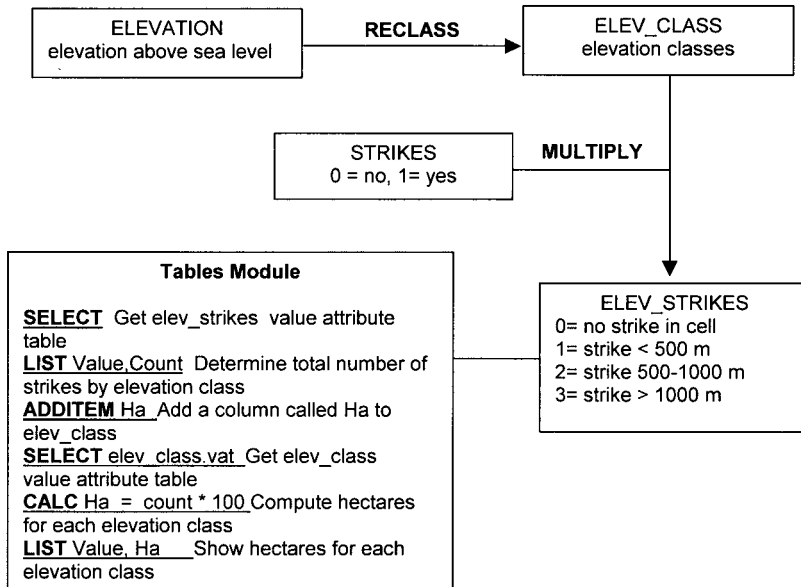 ELEVATION
elevation above sea level
RECLASS
ELEV_CLASS
elevation classes
STRIKES
0 = no, 1= yes
MULTIPLY
Tables Module
SELECT Get elev_strikes value attribute
table
LIST Value,Count Determine total number of
strikes by elevation class
ADDITEM Ha Add a column called Ha to
elev_class
SELECT elev_class.vat Get elev_class
value attribute table
CALC Ha = count * 100 Compute hectares
for each elevation class
LIST Value, Ha Show hectares for each
elevation class
ELEV_STRIKES
0= no strike in cell
1= strike < 500 m
2= strike 500-1000 m
3= strike > 1000 m